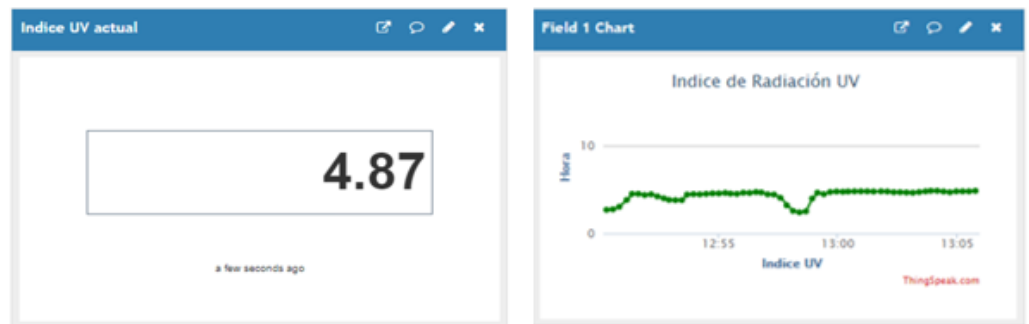 Indice UV actual
4.87
a few seconds ago
Field 1 Chart
Indice de Radiación UV
Hora
10
0
12:55
13:00
13:05
Indice UV
ThingSpeak.com